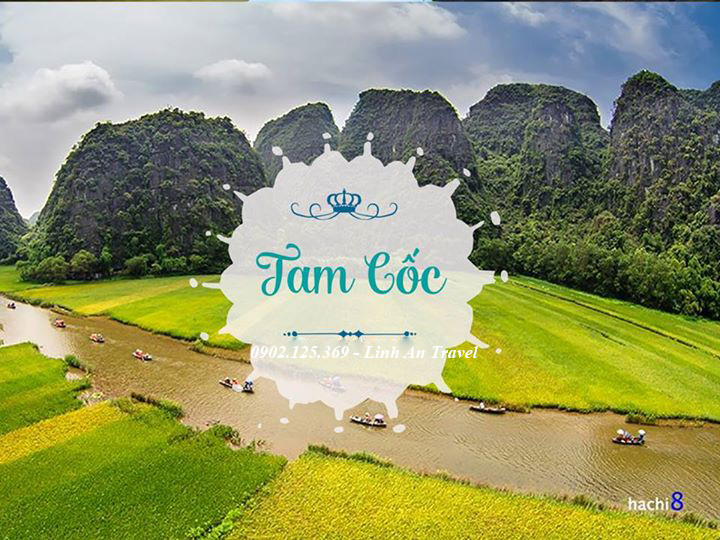 Tam Cốc
0902.125.369 - Linh An Travel
hachi8